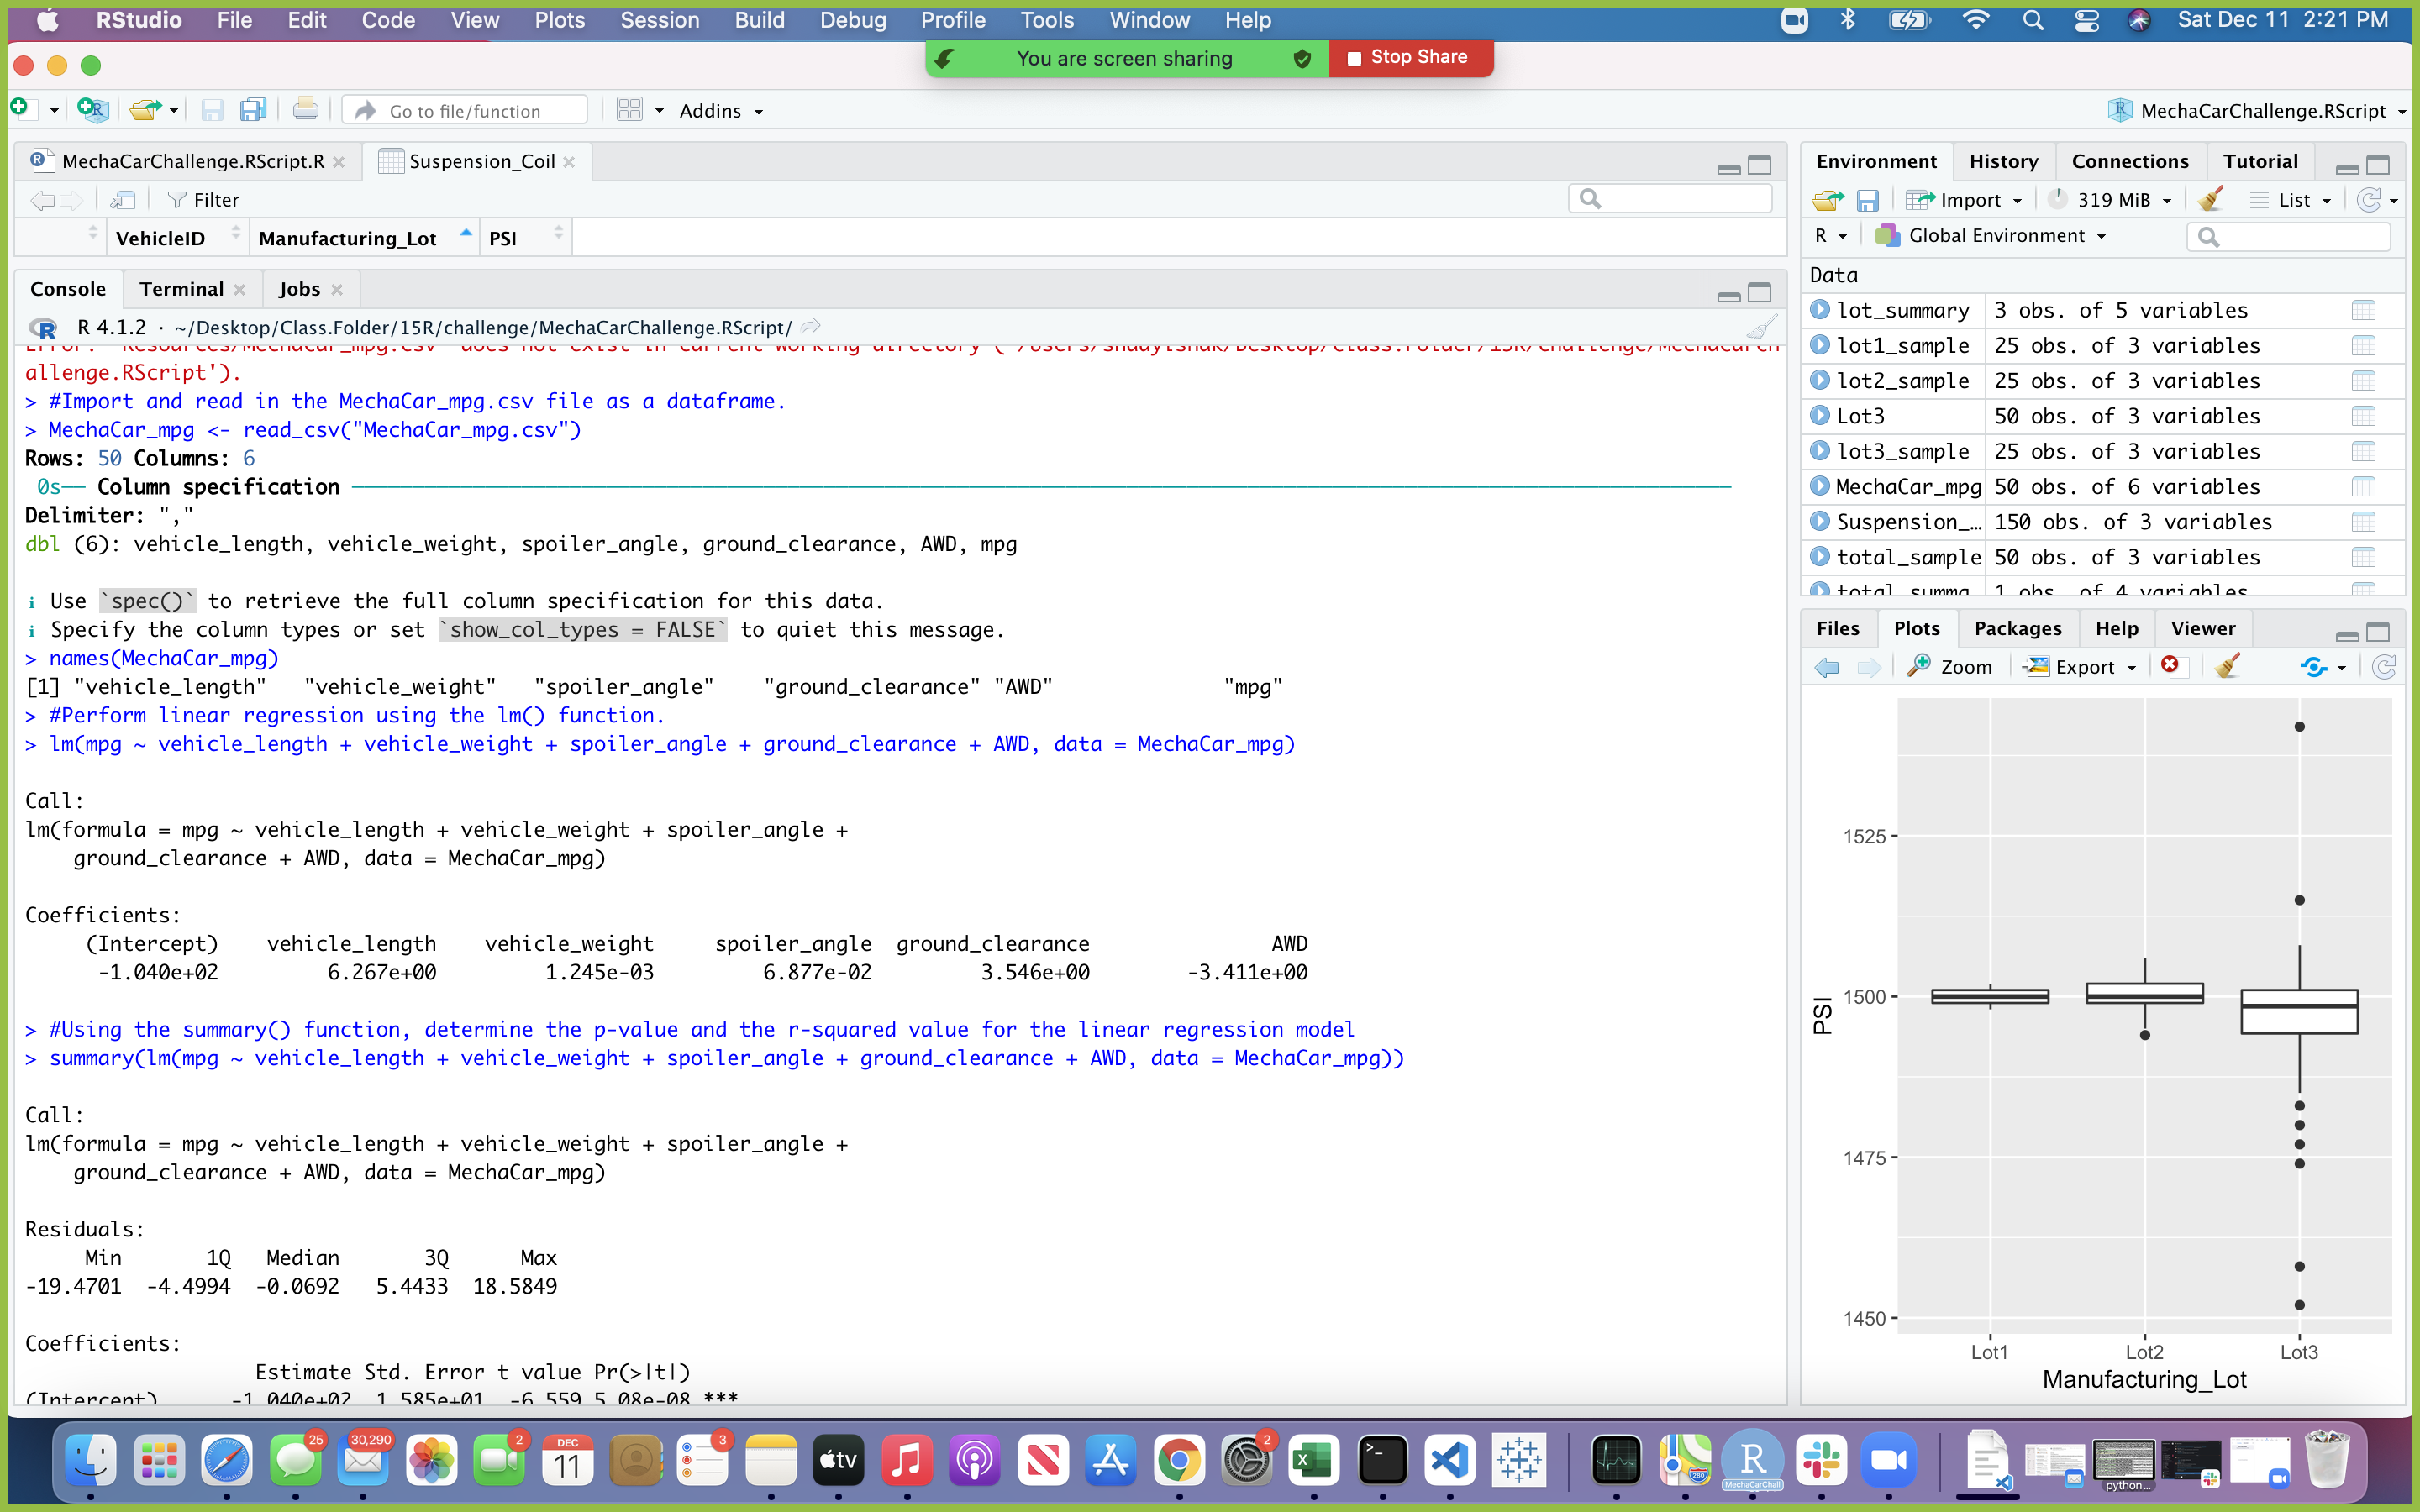 RStudio File Edit Code View Plots Session Build Debug Profile Tools Window Help Sat Dec 11 2:21 PM
You are screen sharing Stop Share
Go to file/function Addins MechaCarChallenge.RScript
MechaCarChallenge.RScript.R Suspension_Coil
Filter
VehicleID Manufacturing_Lot PSI
Console Terminal Jobs
R 4.1.2 · ~/Desktop/Class.Folder/15R/challenge/MechaCarChallenge.RScript/
allenge.RScript').
> #Import and read in the MechaCar_mpg.csv file as a dataframe.
> MechaCar_mpg <- read_csv("MechaCar_mpg.csv")
Rows: 50 Columns: 6
0s── Column specification
Delimiter: ","
dbl (6): vehicle_length, vehicle_weight, spoiler_angle, ground_clearance, AWD, mpg
ℹ Use `spec()` to retrieve the full column specification for this data.
ℹ Specify the column types or set `show_col_types = FALSE` to quiet this message.
> names(MechaCar_mpg)
[1] "vehicle_length" "vehicle_weight" "spoiler_angle" "ground_clearance" "AWD" "mpg"
> #Perform linear regression using the lm() function.
> lm(mpg ~ vehicle_length + vehicle_weight + spoiler_angle + ground_clearance + AWD, data = MechaCar_mpg)
Call:
lm(formula = mpg ~ vehicle_length + vehicle_weight + spoiler_angle +
ground_clearance + AWD, data = MechaCar_mpg)
Coefficients:
(Intercept) vehicle_length vehicle_weight spoiler_angle ground_clearance AWD
-1.040e+02 6.267e+00 1.245e-03 6.877e-02 3.546e+00 -3.411e+00
> #Using the summary() function, determine the p-value and the r-squared value for the linear regression model
> summary(lm(mpg ~ vehicle_length + vehicle_weight + spoiler_angle + ground_clearance + AWD, data = MechaCar_mpg))
Call:
lm(formula = mpg ~ vehicle_length + vehicle_weight + spoiler_angle +
ground_clearance + AWD, data = MechaCar_mpg)
Residuals:
Min 1Q Median 3Q Max
-19.4701 -4.4994 -0.0692 5.4433 18.5849
Coefficients:
Estimate Std. Error t value Pr(>|t|)
(Intercept) -1.040e+02 1.585e+01 -6.559 5.08e-08 ***
Environment History Connections Tutorial
Import 319 MiB List
R Global Environment
Data
lot_summary 3 obs. of 5 variables
lot1_sample 25 obs. of 3 variables
lot2_sample 25 obs. of 3 variables
Lot3 50 obs. of 3 variables
lot3_sample 25 obs. of 3 variables
MechaCar_mpg 50 obs. of 6 variables
Suspension_… 150 obs. of 3 variables
total_sample 50 obs. of 3 variables
total_summa 1 obs. of 4 variables
Files Plots Packages Help Viewer
Zoom Export
1525
1500
1475
1450
PSI
Lot1 Lot2 Lot3
Manufacturing_Lot
25 30,290 2 DEC 11 3 tv 2 280 R MechaCarChall python...